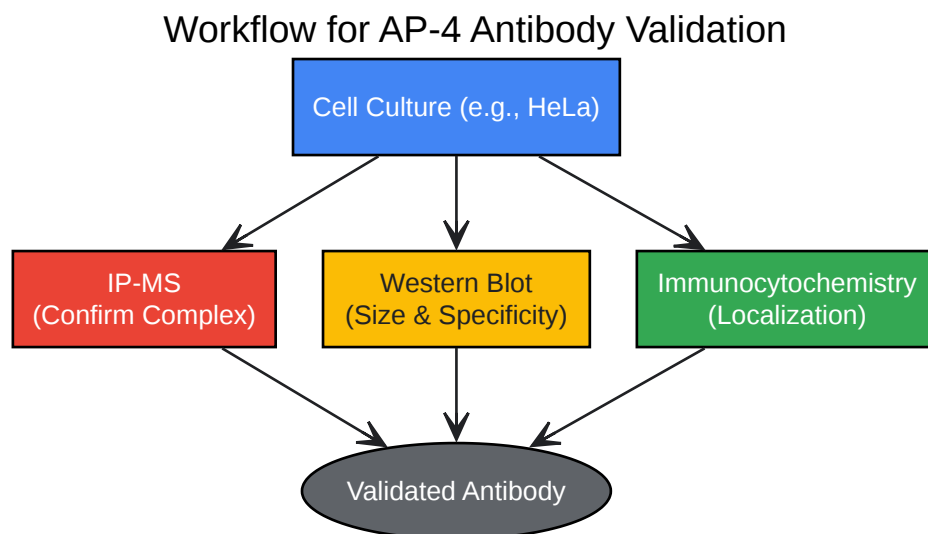 Workflow for AP-4 Antibody Validation
Cell Culture (e.g., HeLa)
IP-MS
(Confirm Complex)
Western Blot
(Size & Specificity)
Immunocytochemistry
(Localization)
Validated Antibody